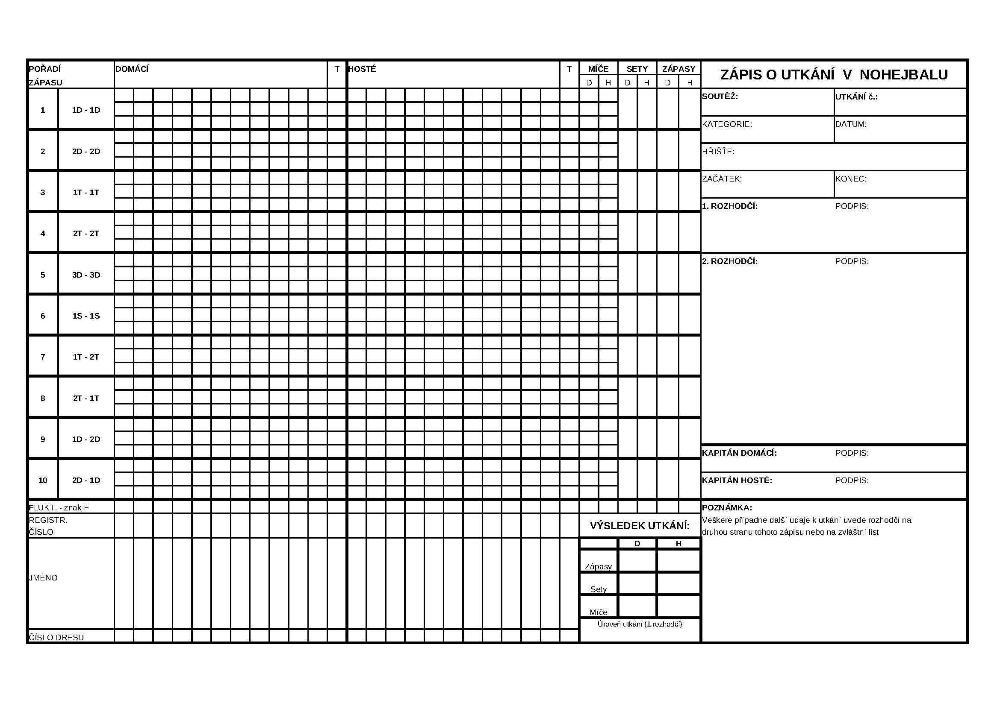 POŘADÍ DOMÁCÍ T HOSTÉ T MÍČE SETY ZÁPASY ZÁPIS O UTKÁNÍ V NOHEJBALU
ZÁPASU D H D H D H
SOUTĚŽ: UTKÁNÍ č.:
1 1D - 1D
KATEGORIE: DATUM:
2 2D - 2D HŘIŠTĚ:
ZAČÁTEK: KONEC:
3 1T - 1T
1. ROZHODČÍ: PODPIS:
4 2T - 2T
2. ROZHODČÍ: PODPIS:
5 3D - 3D
6 1S - 1S
7 1T - 2T
8 2T - 1T
9 1D - 2D
KAPITÁN DOMÁCÍ: PODPIS:
10 2D - 1D KAPITÁN HOSTÉ: PODPIS:
FLUKT. - znak F POZNÁMKA:
REGISTR. Veškeré případné další údaje k utkání uvede rozhodčí na
VÝSLEDEK UTKÁNÍ:
ČÍSLO druhou stranu tohoto zápisu nebo na zvláštní list
D H
Zápasy
JMÉNO
Sety
Míče
Úroveň utkání (1.rozhodčí)
ČÍSLO DRESU